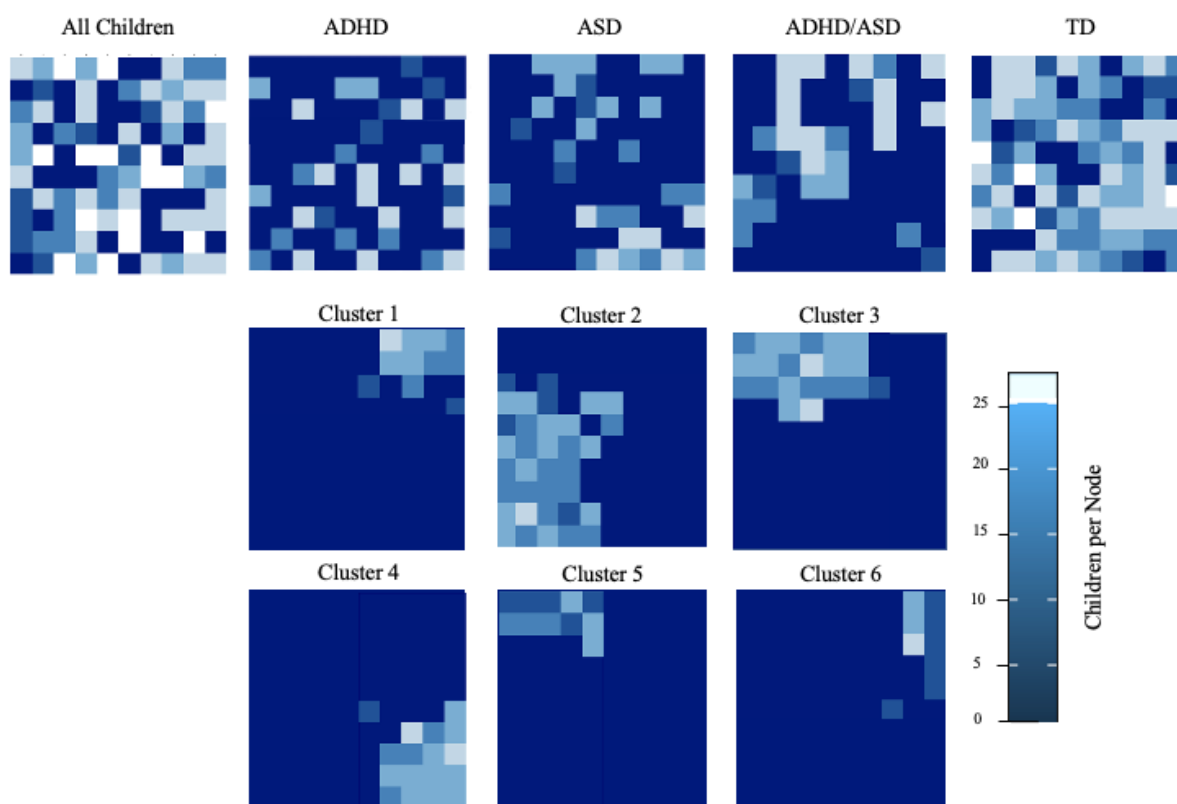 All Children
ADHD
ASD
ADHD/ASD
TD
Cluster 1
Cluster 2
Cluster 3
Cluster 4
Cluster 5
Cluster 6
25
20
15
10
5
0
Children per Node